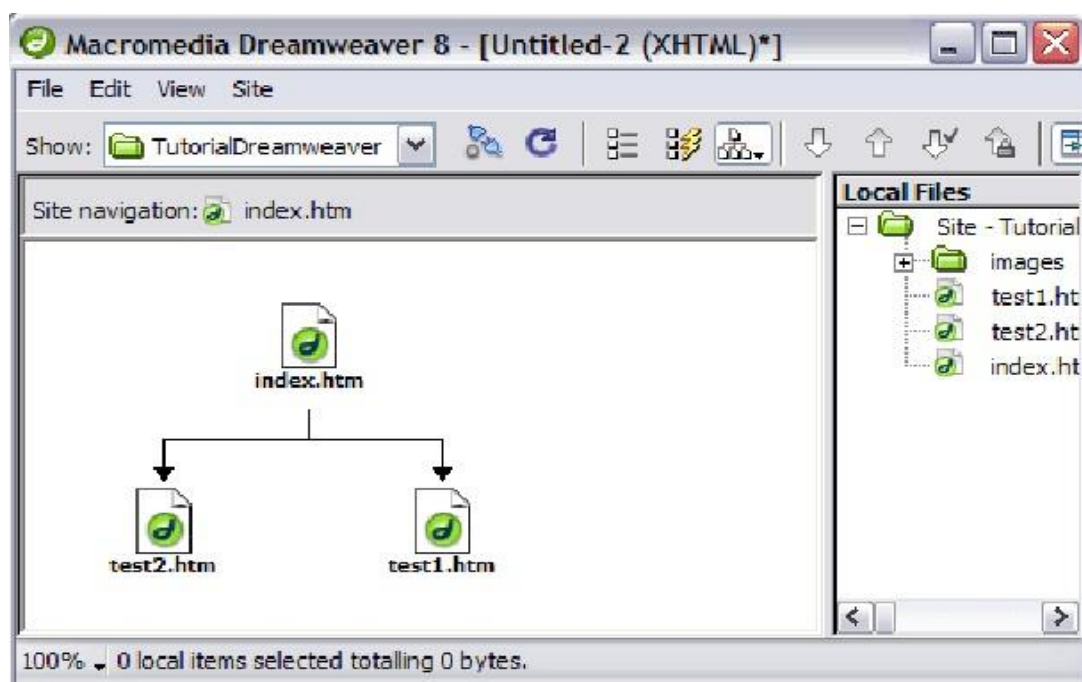 Macromedia Dreamweaver 8 - [Untitled-2 (XHTML)*]
File Edit View Site
Show: TutorialDreamweaver
Site navigation: index.htm
Local Files
Site - Tutorial
images
test1.ht
test2.ht
index.ht
index.htm
test2.htm
test1.htm
100% 0 local items selected totalling 0 bytes.